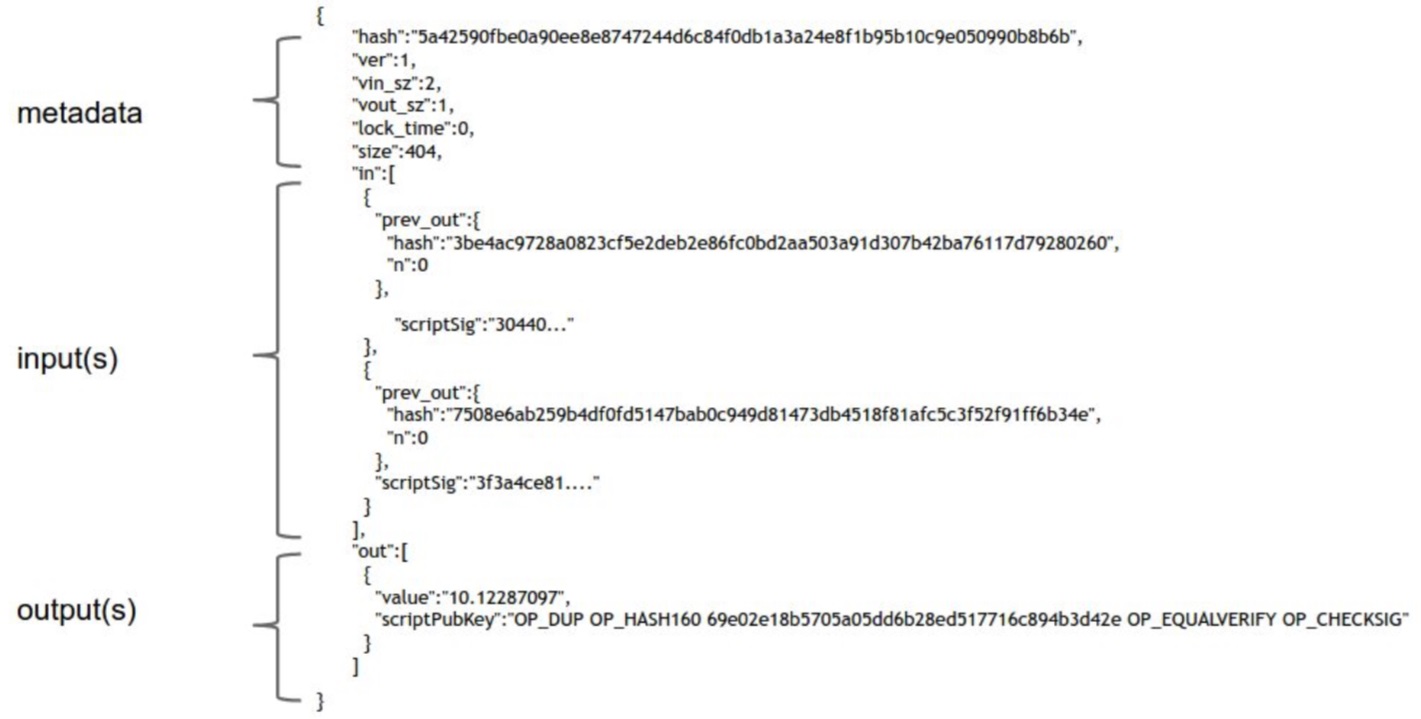 {
"hash":"5a42590fbe0a90ee8e8747244d6c84f0db1a3a24e8f1b95b10c9e050990b8b6b",
"ver":1,
"vin_sz":2,
"vout_sz":1,
"lock_time":0,
"size":404,
metadata
"in":[
{
"prev_out":{
"hash":"3be4ac9728a0823cf5e2deb2e86fc0bd2aa503a91d307b42ba76117d79280260",
"n":0
},
"scriptSig":"30440..."
},
input(s)
{
"prev_out":{
"hash":"7508e6ab259b4df0fd5147bab0c949d81473db4518f81afc5c3f52f91ff6b34e",
"n":0
},
"scriptSig":"3f3a4ce81...."
}
],
"out":[
{
"value":"10.12287097",
output(s)
"scriptPubKey":"OP_DUP OP_HASH160 69e02e18b5705a05dd6b28ed517716c894b3d42e OP_EQUALVERIFY OP_CHECKSIG"
}
]
}